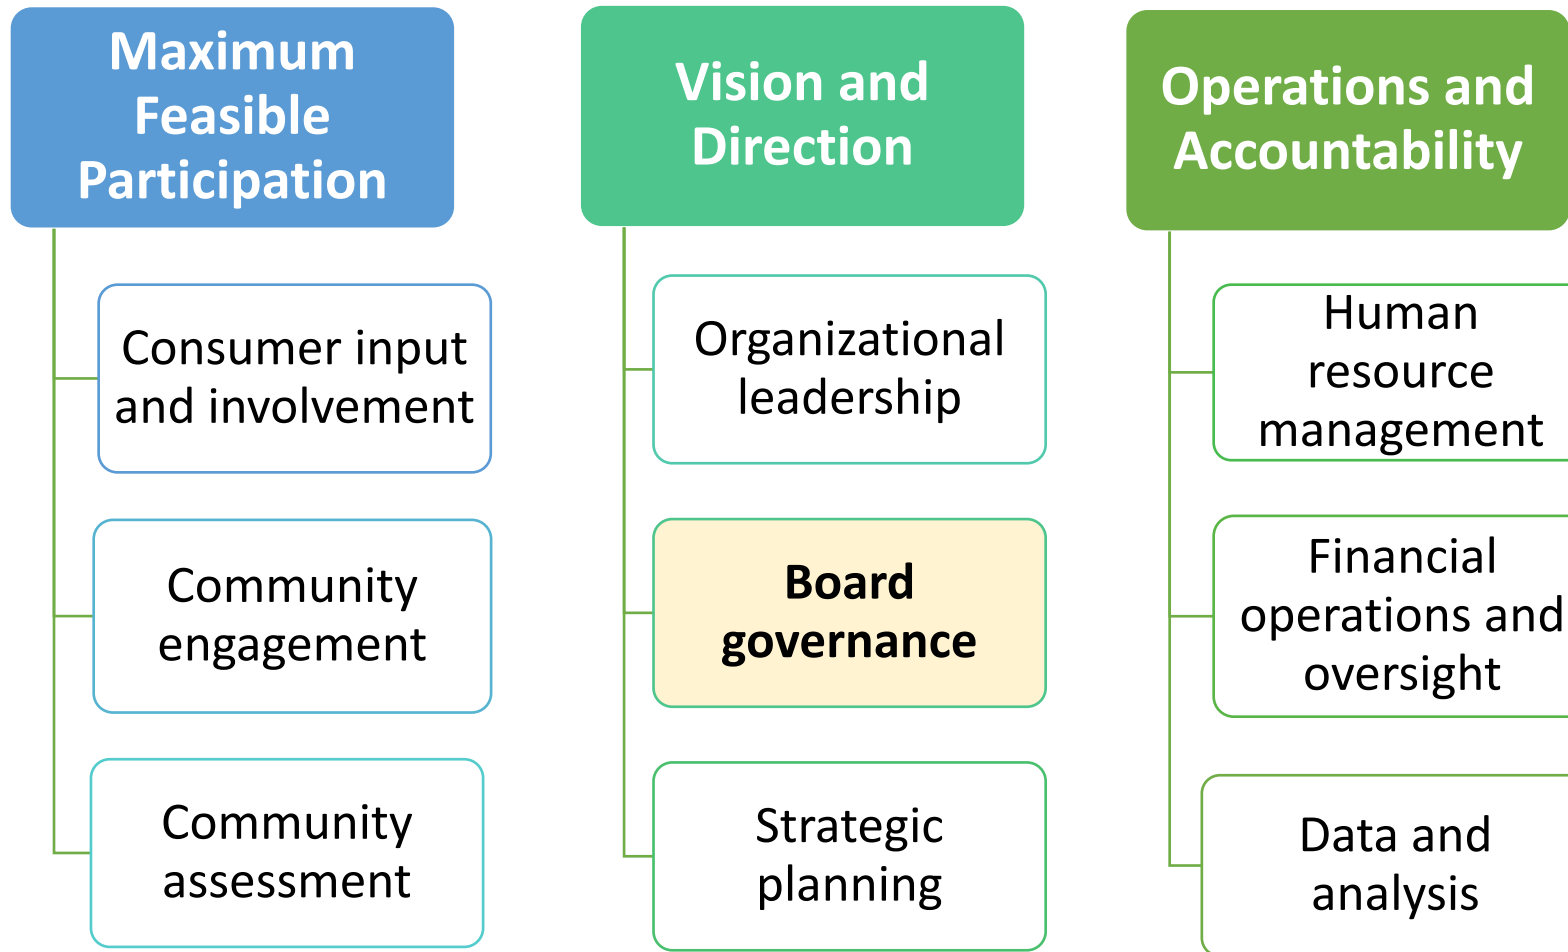 Maximum
Feasible
Participation
Consumer input
and involvement
Community
engagement
Community
assessment
Vision and
Direction
Organizational
leadership
Board
governance
Strategic
planning
Operations and
Accountability
Human
resource
management
Financial
operations and
oversight
Data and
analysis